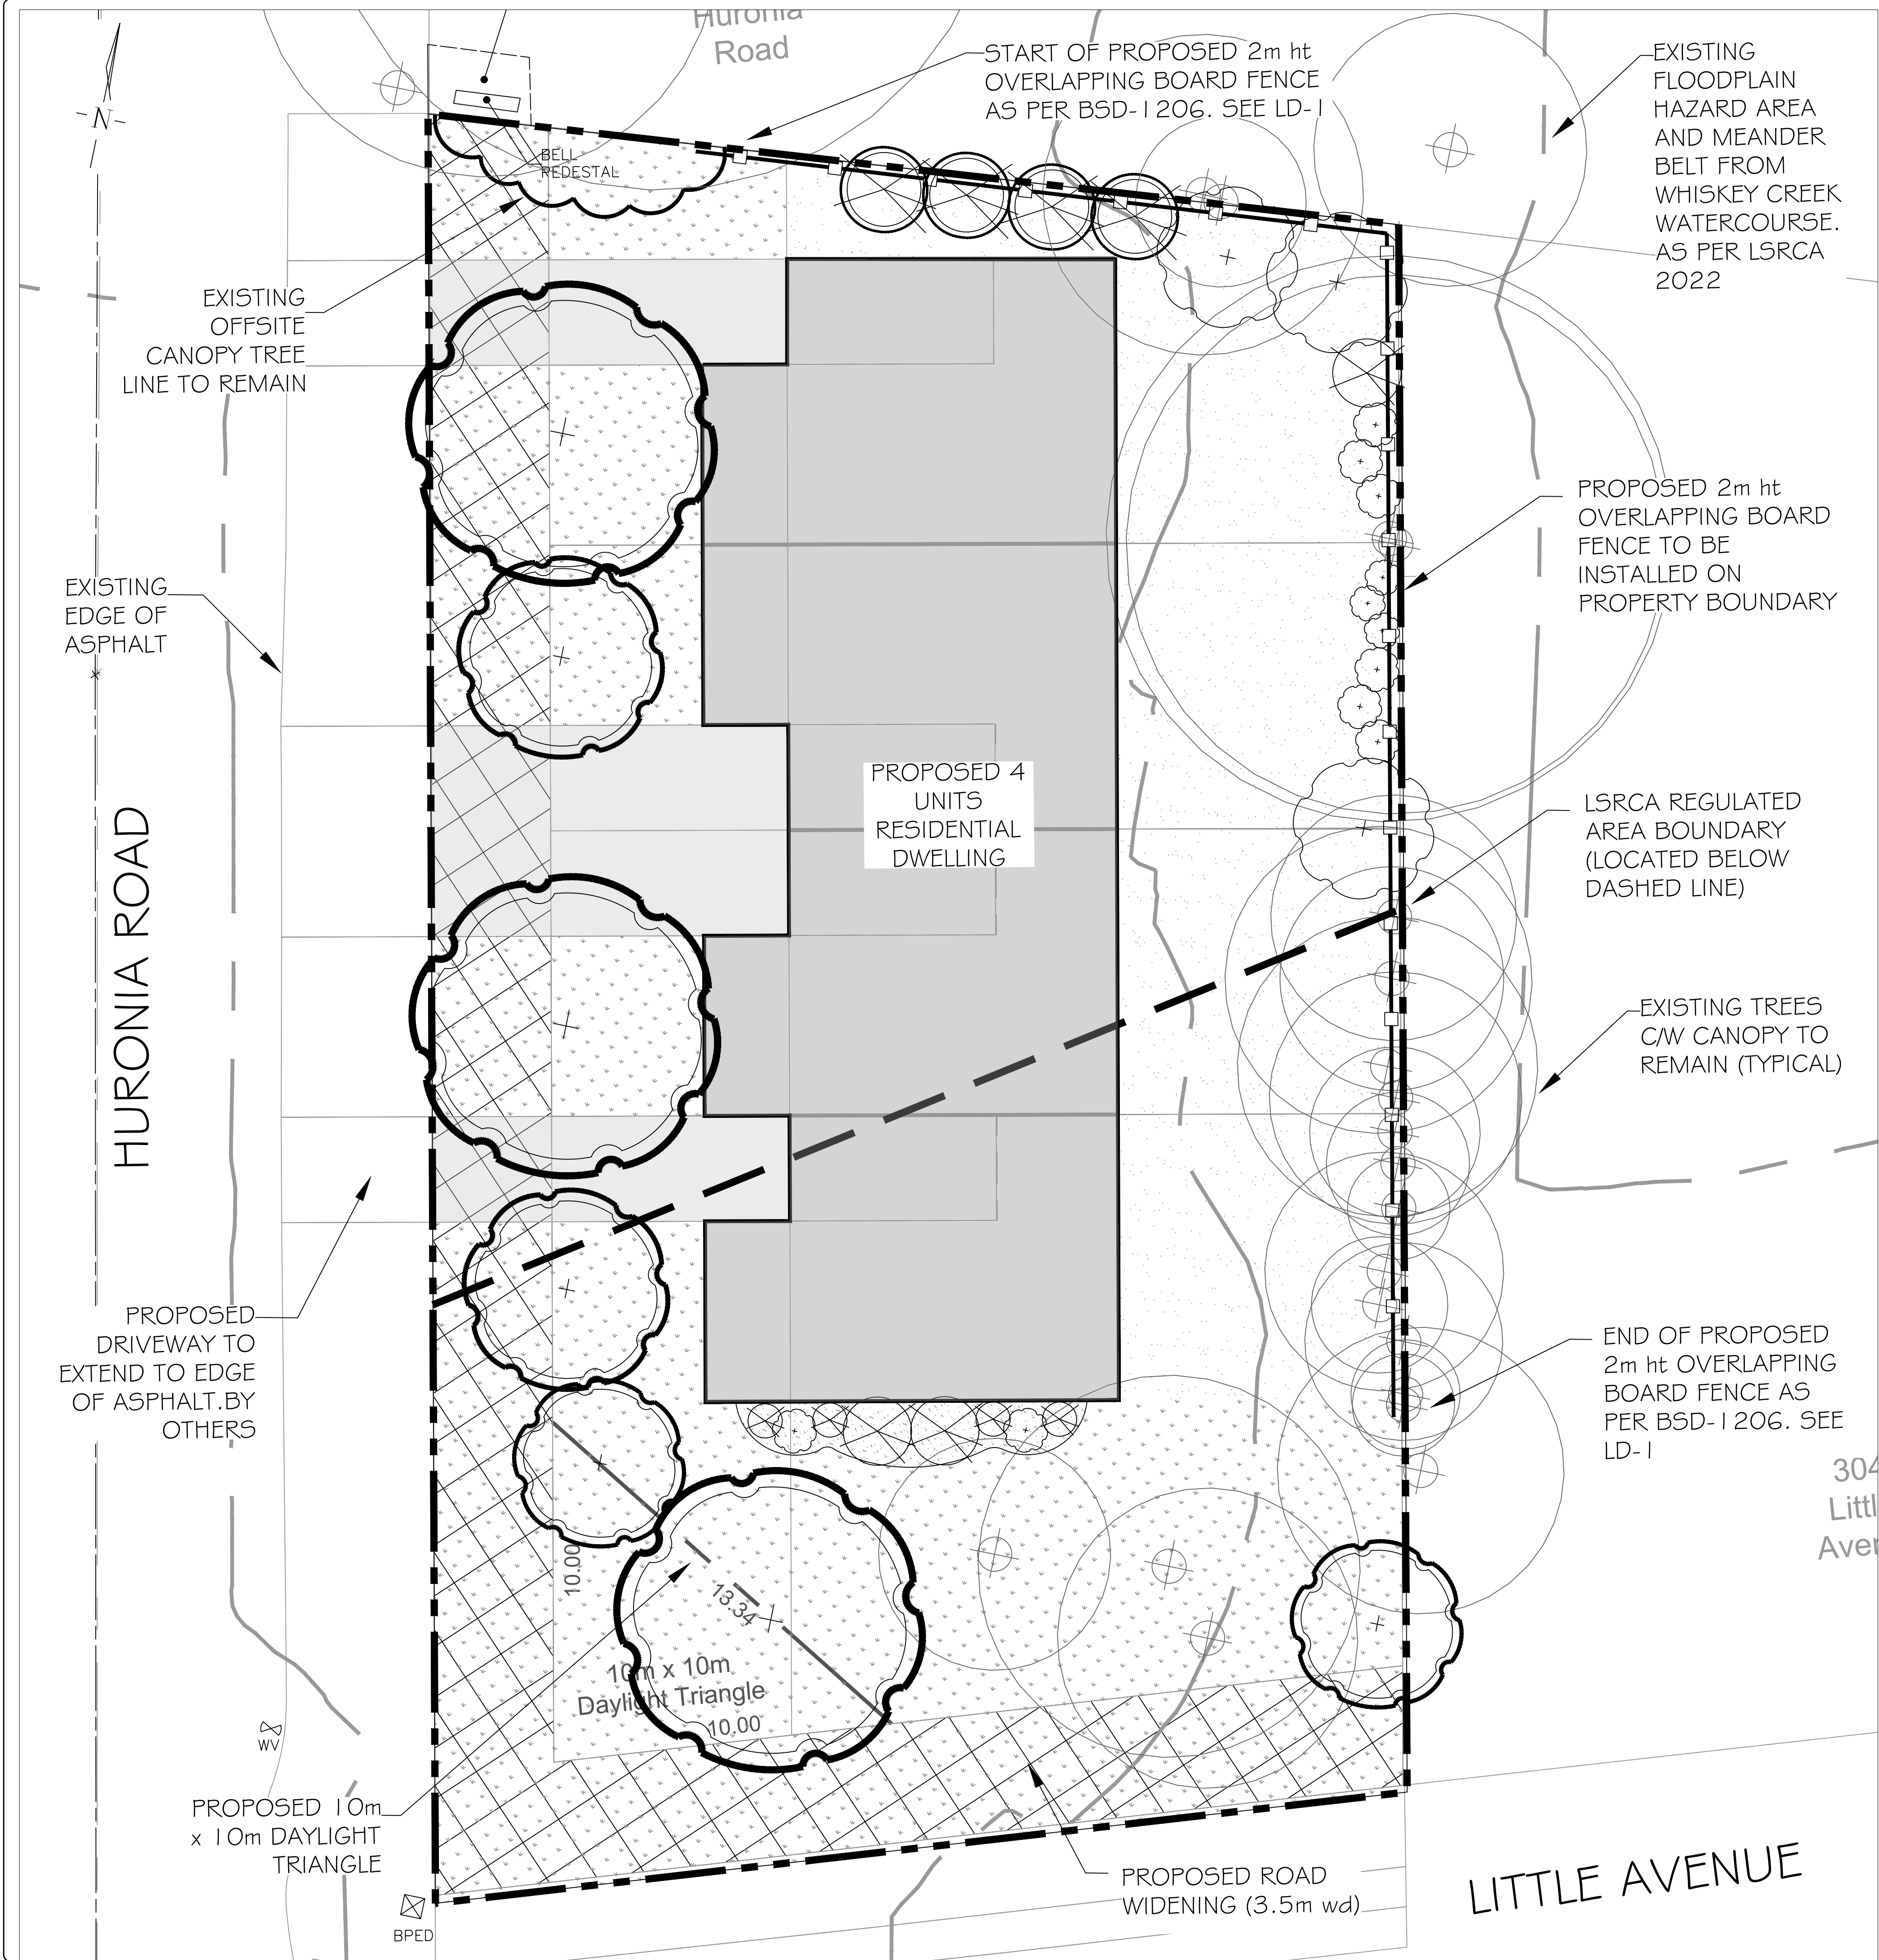 Huronia
Road
START OF PROPOSED 2m ht
OVERLAPPING BOARD FENCE
AS PER BSD-1206. SEE LD-1
EXISTING
FLOODPLAIN
HAZARD AREA
AND MEANDER
BELT FROM
WHISKEY CREEK
WATERCOURSE.
AS PER LSRCA
2022
N
BELL
PEDESTAL
EXISTING
OFFSITE
CANOPY TREE
LINE TO REMAIN
PROPOSED 2m ht
OVERLAPPING BOARD
FENCE TO BE
INSTALLED ON
PROPERTY BOUNDARY
EXISTING
EDGE OF
ASPHALT
PROPOSED 4
UNITS
RESIDENTIAL
DWELLING
LSRCA REGULATED
AREA BOUNDARY
(LOCATED BELOW
DASHED LINE)
HURONIA ROAD
EXISTING TREES
C/W CANOPY TO
REMAIN (TYPICAL)
PROPOSED
DRIVEWAY TO
EXTEND TO EDGE
OF ASPHALT.BY
OTHERS
END OF PROPOSED
2m ht OVERLAPPING
BOARD FENCE AS
PER BSD-1206. SEE
LD-1
304
Littl
Aven
10.00
13.34
10m x 10m
Daylight Triangle
10.00
WV
PROPOSED 10m
x 10m DAYLIGHT
TRIANGLE
PROPOSED ROAD
WIDENING (3.5m wd)
LITTLE AVENUE
BPED